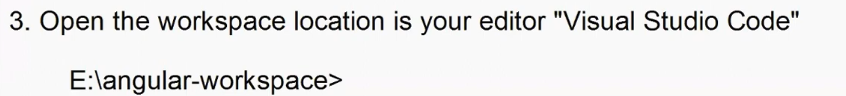 3. Open the workspace location is your editor "Visual Studio Code"
E:\angular-workspace>